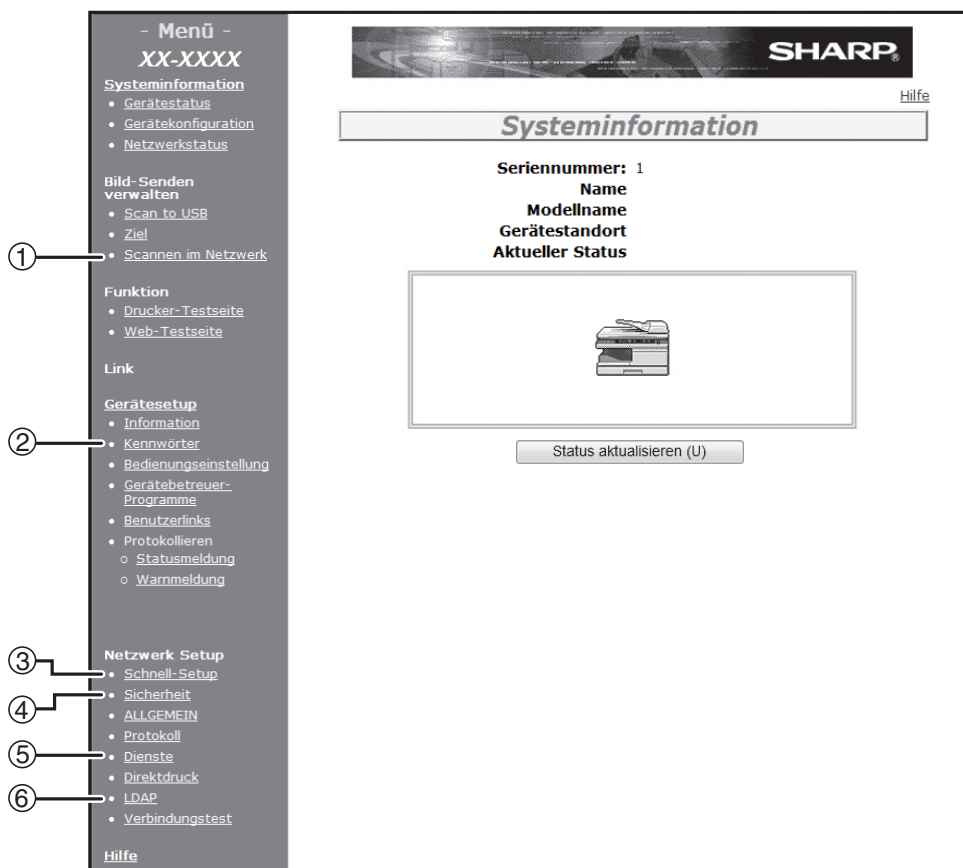 - Menü -
XX-XXXX
Systeminformation
• Gerätestatus
• Gerätekonfiguration
• Netzwerkstatus
Bild-Senden
verwalten
• Scan to USB
• Ziel
① • Scannen im Netzwerk
Funktion
• Drucker-Testseite
• Web-Testseite
Link
Gerätesetup
• Information
② • Kennwörter
• Bedienungseinstellung
• Gerätebetreuer-
Programme
• Benutzerlinks
• Protokollieren
o Statusmeldung
o Warnmeldung
Netzwerk Setup
③ • Schnell-Setup
④ • Sicherheit
• ALLGEMEIN
• Protokoll
⑤ • Dienste
• Direktdruck
⑥ • LDAP
• Verbindungstest
Hilfe
SHARP®
Hilfe
Systeminformation
Seriennummer: 1
Name
Modellname
Gerätestandort
Aktueller Status
Status aktualisieren (U)